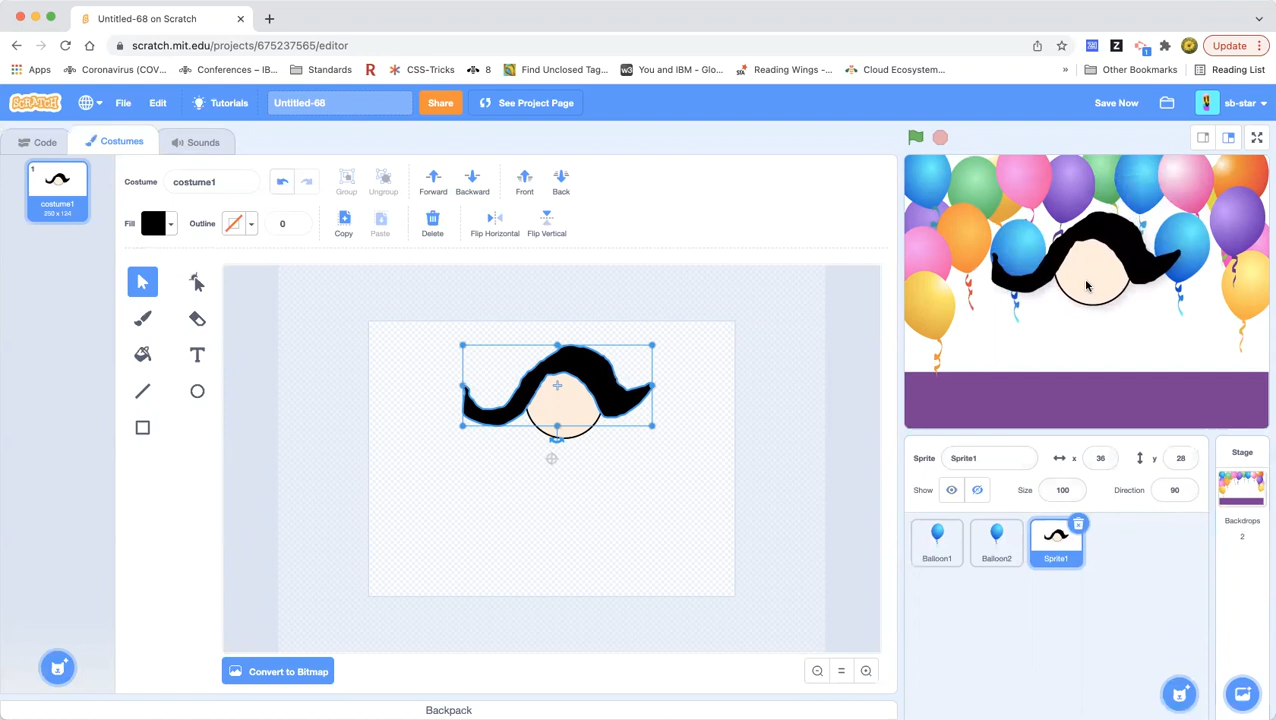 Untitled-68 on Scratch
scratch.mit.edu/projects/675237565/editor
Update
Apps
Coronavirus (COV...
Conferences – IB...
Standards
R
CSS-Tricks
8
Find Unclosed Tag...
w3
You and IBM – Glo...
Reading Wings –...
Cloud Ecosystem...
»
Other Bookmarks
Reading List
SCRATCH
File
Edit
Tutorials
Untitled-68
Share
See Project Page
Save Now
sb-star
Code
Costumes
Sounds
1
costume1
250 x 124
Costume
costume1
Group
Ungroup
Forward
Backward
Front
Back
Fill
Outline
0
Copy
Paste
Delete
Flip Horizontal
Flip Vertical
T
Convert to Bitmap
Backpack
Sprite
Sprite1
x
36
y
28
Show
Size
100
Direction
90
Balloon1
Balloon2
Sprite1
Stage
Backdrops
2